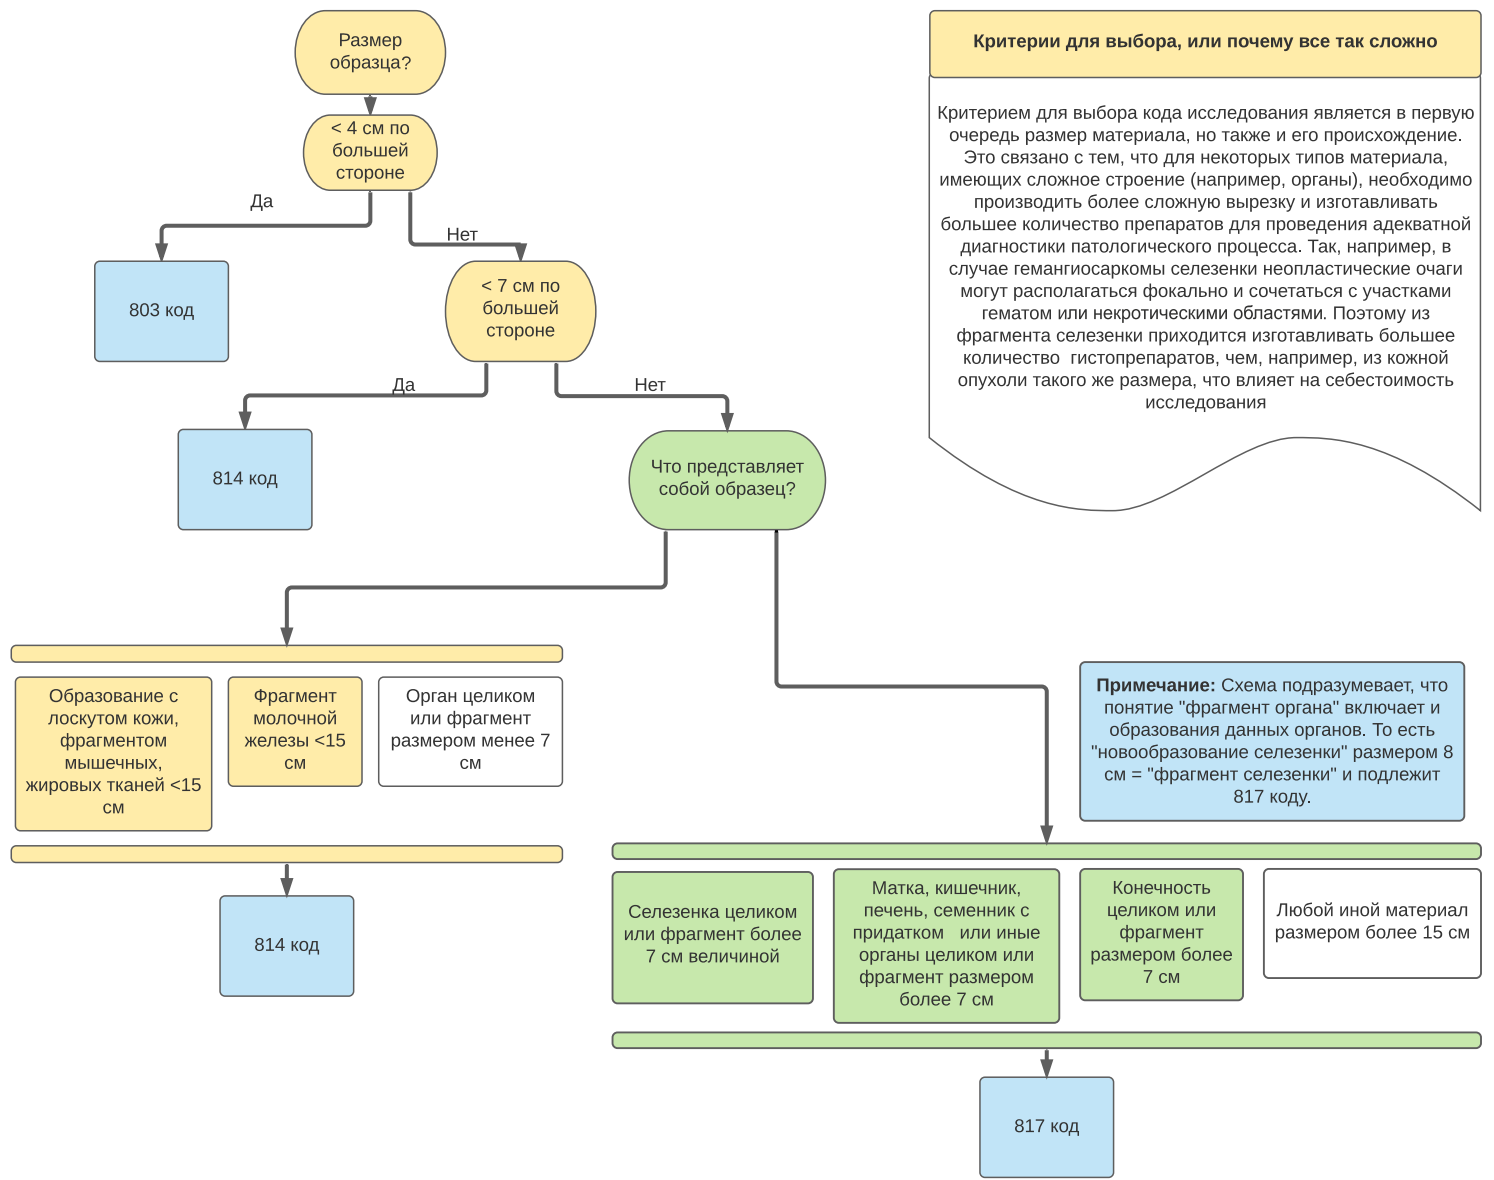 Размер
образца?
< 4 см по
большей
стороне
Да
Нет
803 код
< 7 см по
большей
стороне
Да
Нет
814 код
Что представляет
собой образец?
Критерии для выбора, или почему все так сложно
Критерием для выбора кода исследования является в первую
очередь размер материала, но также и его происхождение.
Это связано с тем, что для некоторых типов материала,
имеющих сложное строение (например, органы), необходимо
производить более сложную вырезку и изготавливать
большее количество препаратов для проведения адекватной
диагностики патологического процесса. Так, например, в
случае гемангиосаркомы селезенки неопластические очаги
могут располагаться фокально и сочетаться с участками
гематом или некротическими областями. Поэтому из
фрагмента селезенки приходится изготавливать большее
количество  гистопрепаратов, чем, например, из кожной
опухоли такого же размера, что влияет на себестоимость
исследования
Образование с
лоскутом кожи,
фрагментом
мышечных,
жировых тканей <15
см
Фрагмент
молочной
железы <15
см
Орган целиком
или фрагмент
размером менее 7
см
814 код
Примечание: Схема подразумевает, что
понятие "фрагмент органа" включает и
образования данных органов. То есть
"новообразование селезенки" размером 8
см = "фрагмент селезенки" и подлежит
817 коду.
Селезенка целиком
или фрагмент более
7 см величиной
Матка, кишечник,
печень, семенник с
придатком   или иные
органы целиком или
фрагмент размером
более 7 см
Конечность
целиком или
фрагмент
размером более
7 см
Любой иной материал
размером более 15 см
817 код